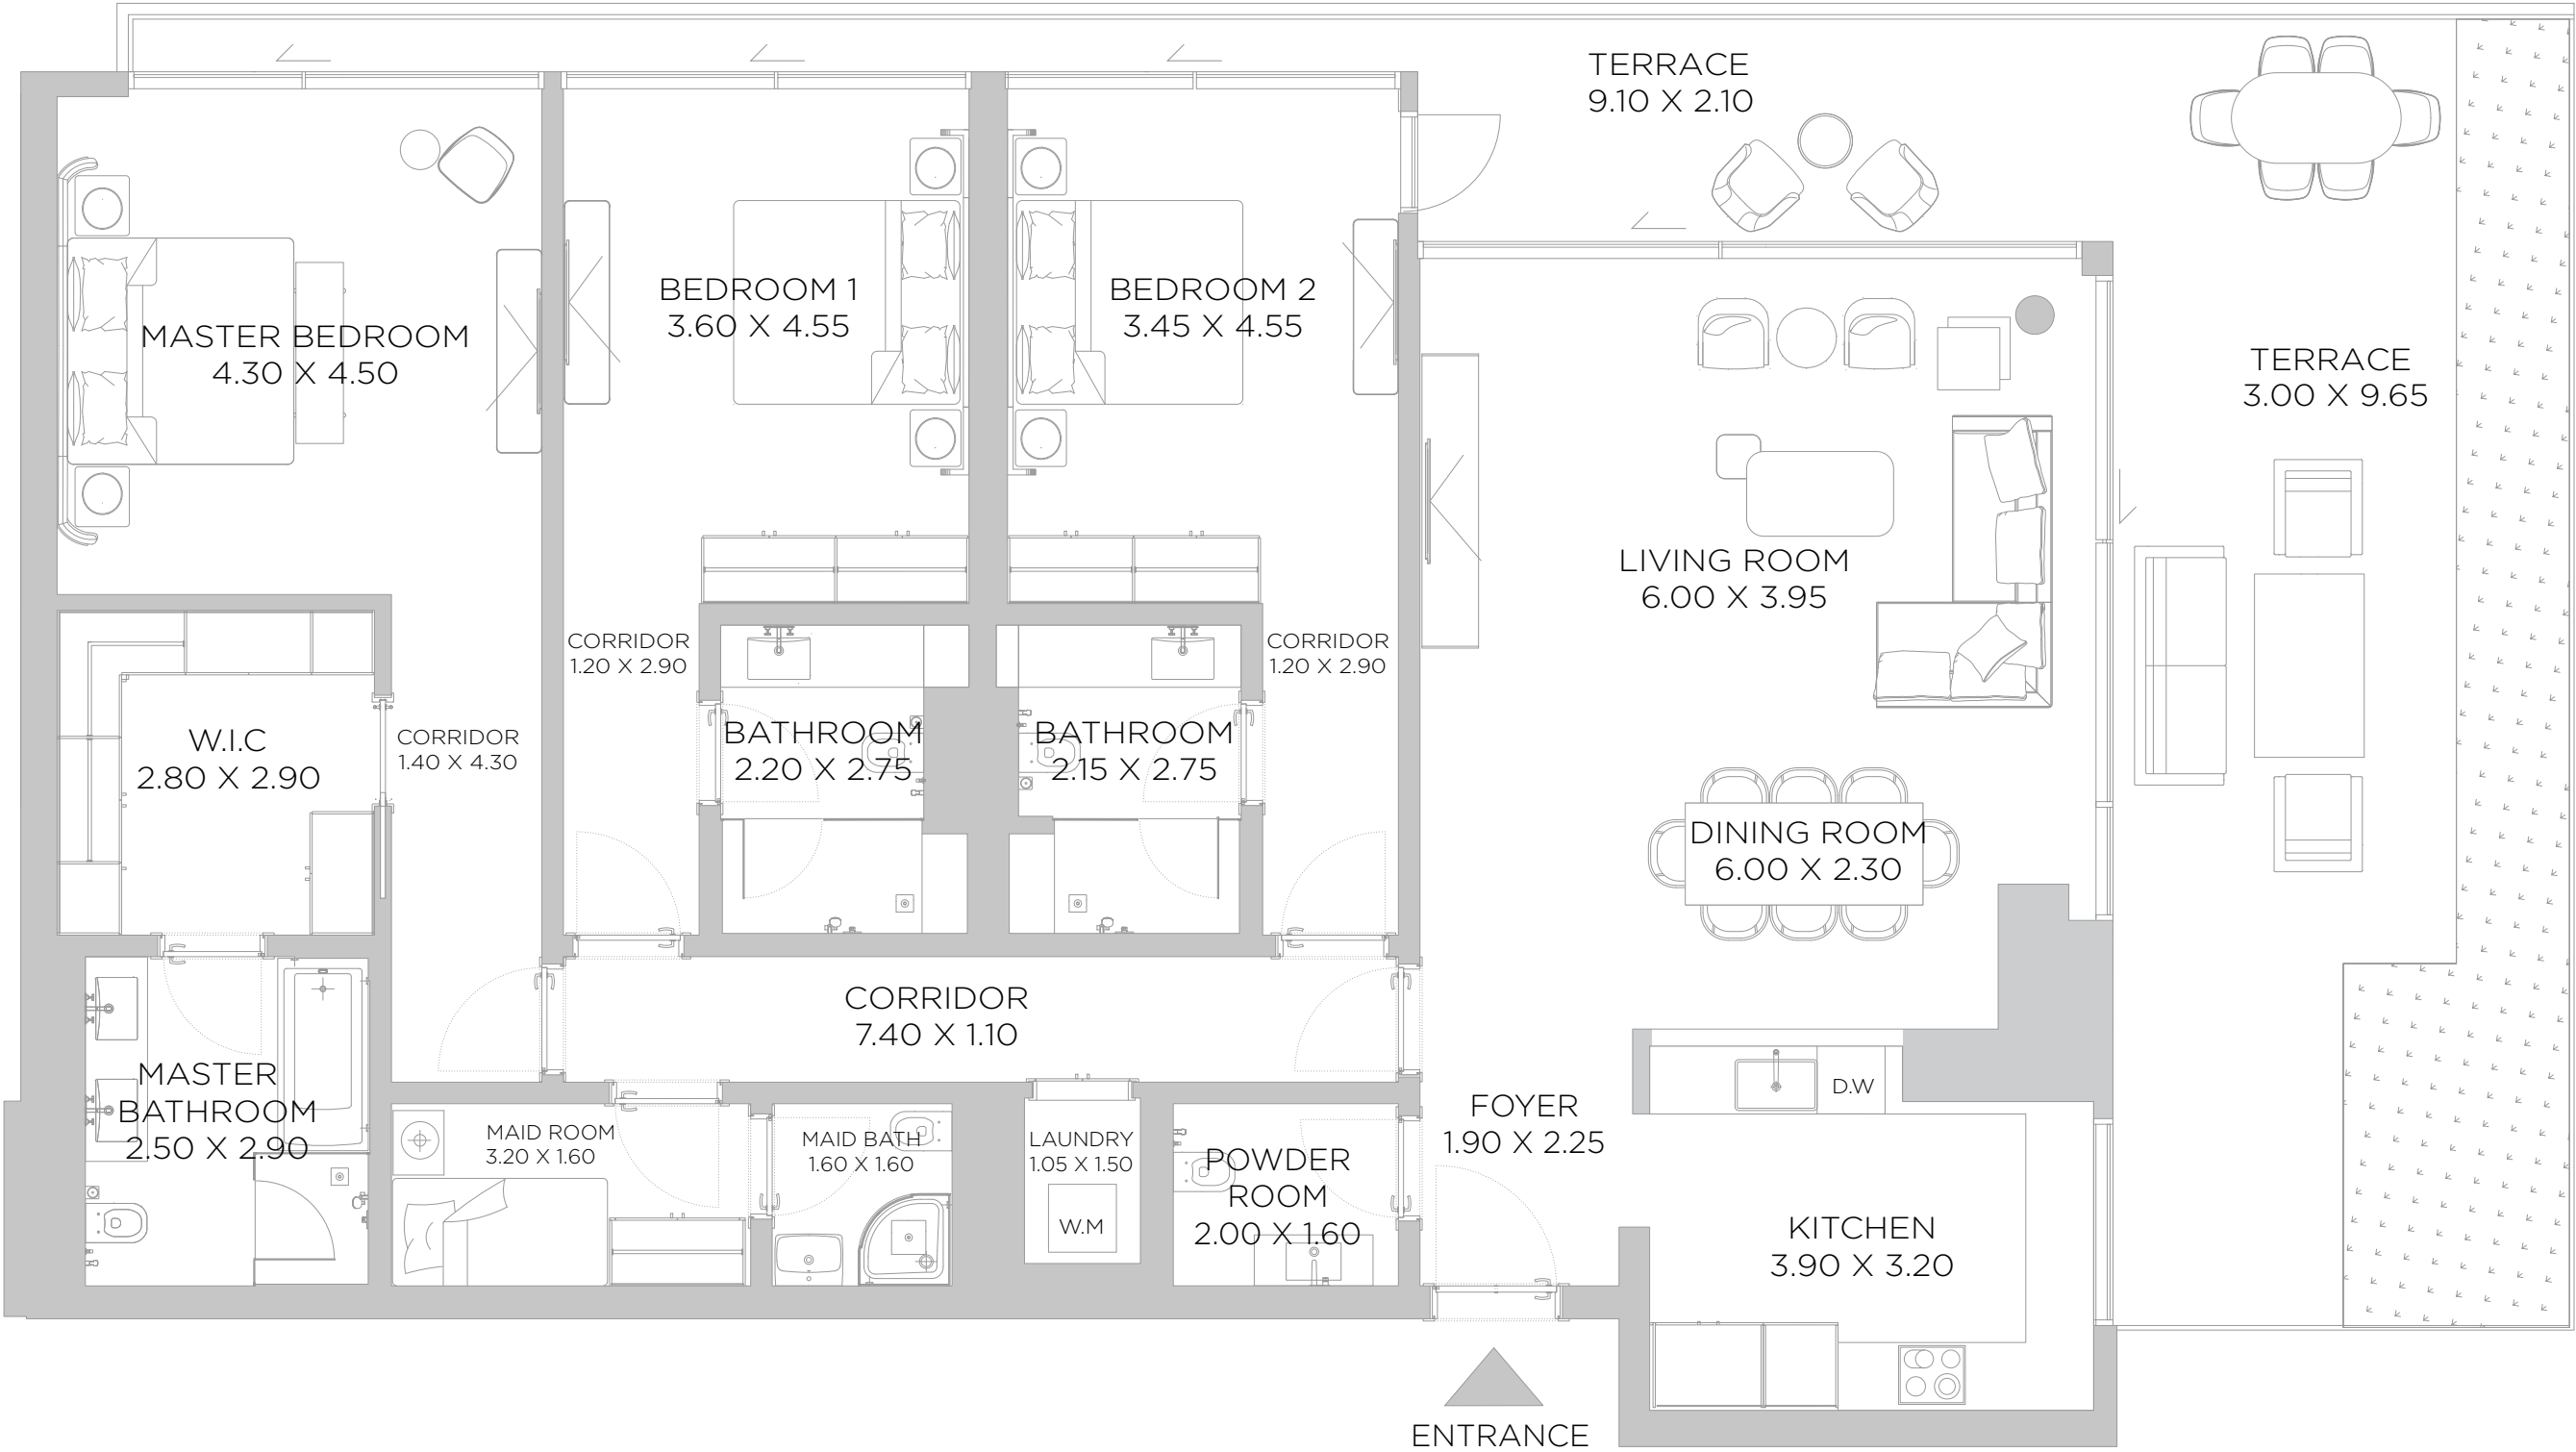 TERRACE
9.10 X 2.10
MASTER BEDROOM
4.30 X 4.50
BEDROOM 1
3.60 X 4.55
BEDROOM 2
3.45 X 4.55
TERRACE
3.00 X 9.65
LIVING ROOM
6.00 X 3.95
CORRIDOR
1.20 X 2.90
CORRIDOR
1.20 X 2.90
W.I.C
2.80 X 2.90
CORRIDOR
1.40 X 4.30
BATHROOM
2.20 X 2.75
BATHROOM
2.15 X 2.75
DINING ROOM
6.00 X 2.30
CORRIDOR
7.40 X 1.10
MASTER
BATHROOM
2.50 X 2.90
MAID ROOM
3.20 X 1.60
MAID BATH
1.60 X 1.60
LAUNDRY
1.05 X 1.50
W.M
POWDER
ROOM
2.00 X 1.60
FOYER
1.90 X 2.25
D.W
KITCHEN
3.90 X 3.20
ENTRANCE